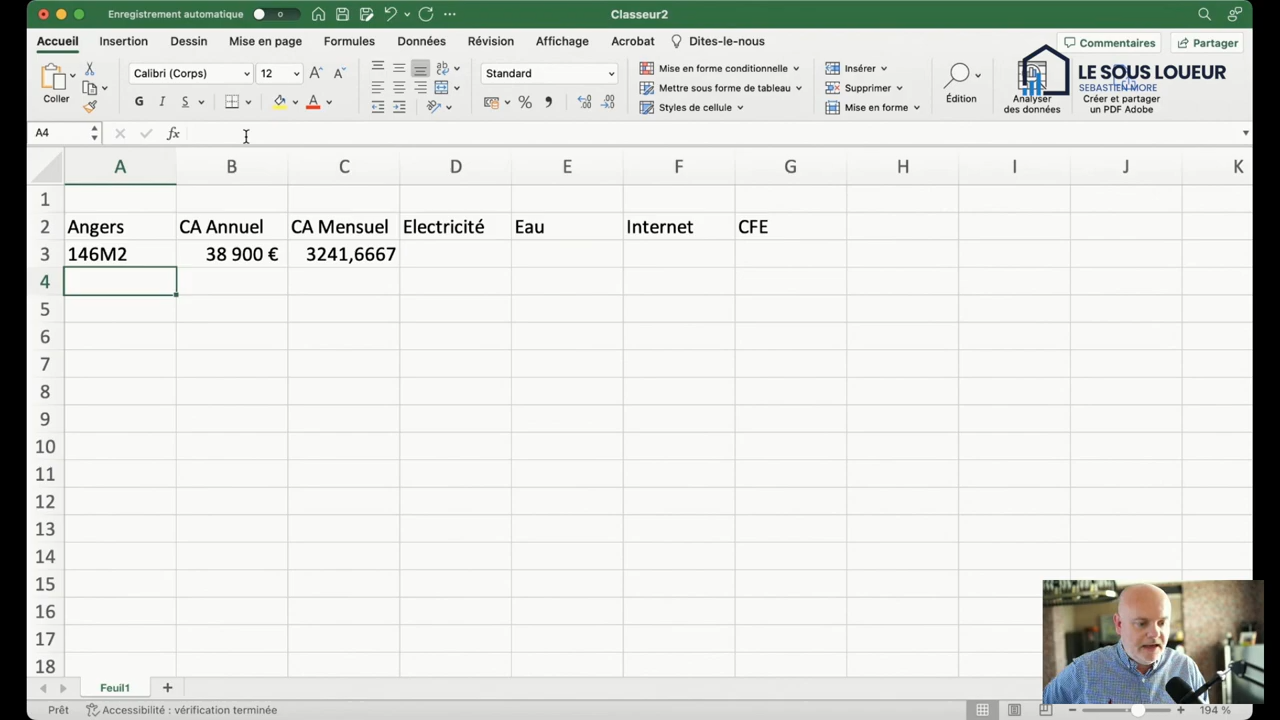 Enregistrement automatique 0 Classeur2
Accueil Insertion Dessin Mise en page Formules Données Révision Affichage Acrobat Dites-le-nous Commentaires Partager
Coller
Calibri (Corps) 12
G I S A
Standard
% 
Mise en forme conditionnelle
Mettre sous forme de tableau
Styles de cellule
Insérer
Supprimer
Mise en forme
Édition
Analyser
des données
Créer et partager
un PDF Adobe
LE SOUS LOUEUR
SEBASTIEN MORE
A4 fx
A B C D E F G H I J K
1
2 Angers CA Annuel CA Mensuel Electricité Eau Internet CFE
3 146M2 38 900 € 3241,6667
4
5
6
7
8
9
10
11
12
13
14
15
16
17
18
Feuil1 +
Prêt Accessibilité : vérification terminée 194 %